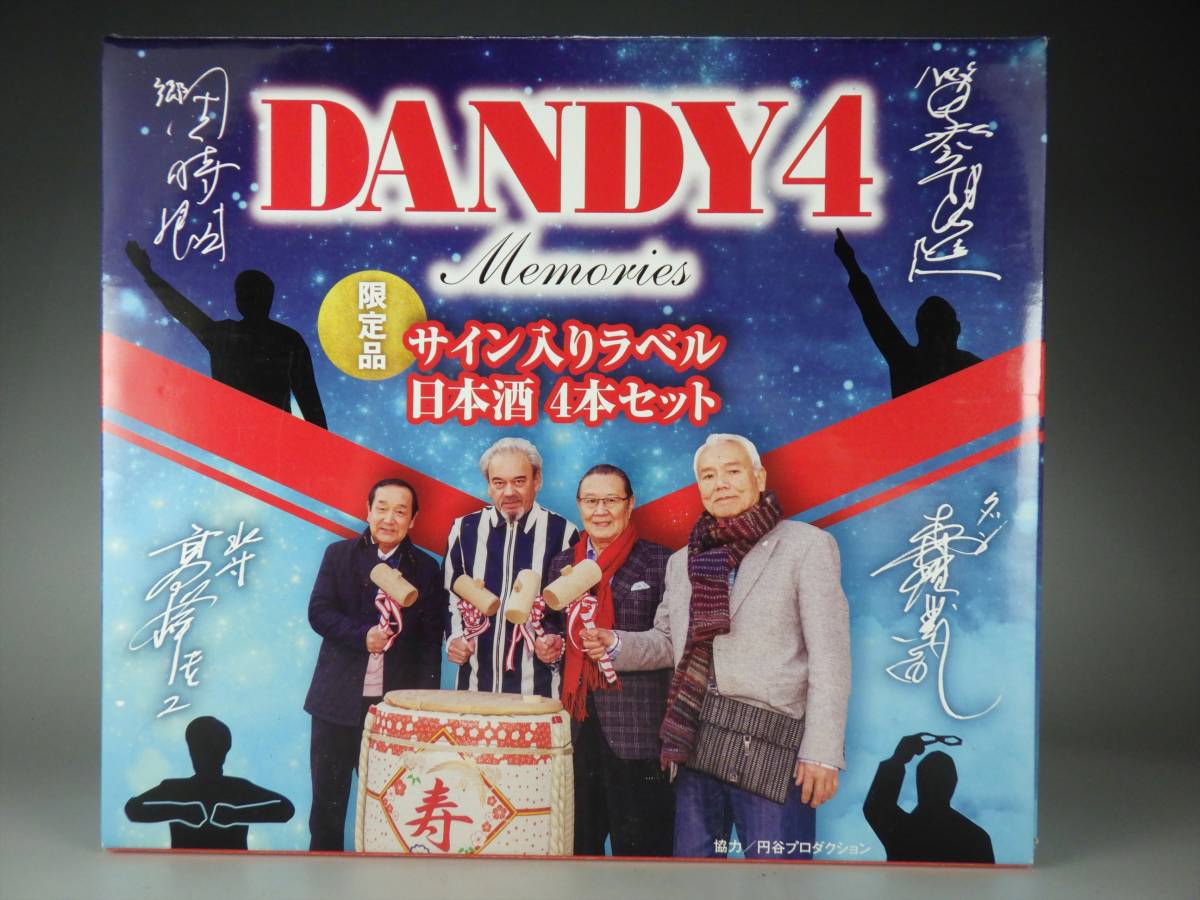 DANDY4
Memories
限定品
サイン入りラベル
日本酒 4本セット
寿
協力／円谷プロダクション